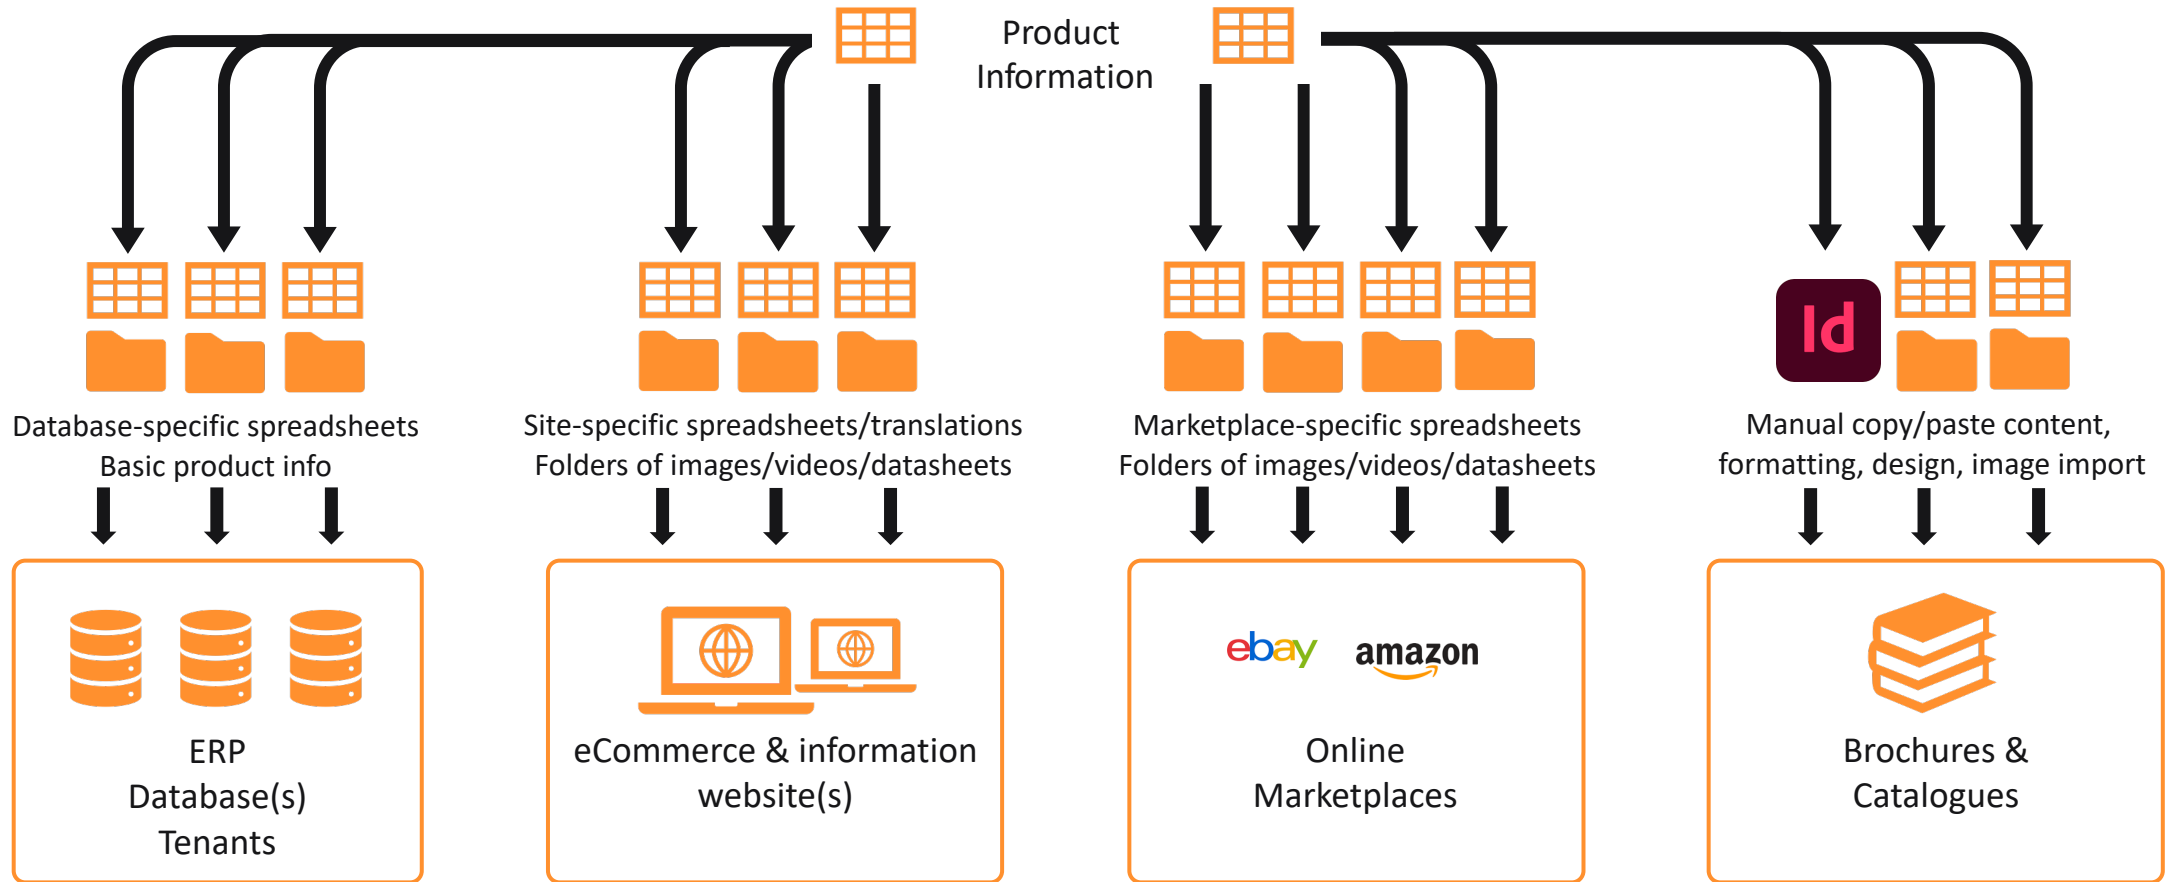 Product
Information
Id
Database-specific spreadsheets
Basic product info
Site-specific spreadsheets/translations
Folders of images/videos/datasheets
Marketplace-specific spreadsheets
Folders of images/videos/datasheets
Manual copy/paste content,
formatting, design, image import
ERP
Database(s)
Tenants
eCommerce & information
website(s)
ebay
amazon
Online
Marketplaces
Brochures &
Catalogues